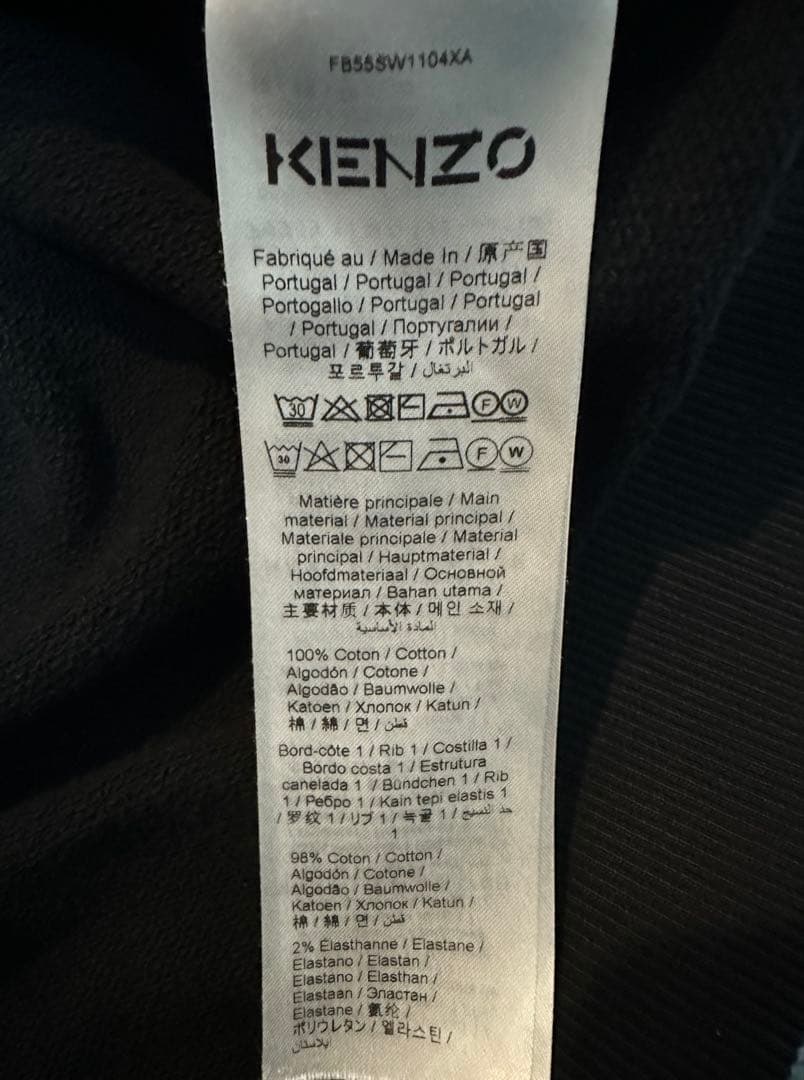 FB55SW1104XA
KENZO
Fabriqué au / Made In / 原产国
Portugal / Portugal / Portugal /
Portogallo / Portugal / Portugal
/ Portugal / Португалии /
Portugal / 葡萄牙 / ポルトガル /
포르투갈 / البرتغال
30 F W
30 F W
Matière principale / Main
material / Material principal /
Materiale principale / Material
principal / Hauptmaterial /
Hoofdmateriaal / Основной
материал / Bahan utama /
主要材质 / 本体 / 메인 소재 /
المادة الأساسية
100% Coton / Cotton /
Algodón / Cotone /
Algodão / Baumwolle /
Katoen / Хлопок / Katun /
棉 / 綿 / 면 / قطن
Bord-côte 1 / Rib 1 / Costilla 1 /
Bordo costa 1 / Estrutura
canelada 1 / Bündchen 1 / Rib
1 / Ребро 1 / Kain tepi elastis 1
/ 罗纹 1 / リブ 1 / 녹골 1 / حد النسيج
1
98% Coton / Cotton /
Algodón / Cotone /
Algodão / Baumwolle /
Katoen / Хлопок / Katun /
棉 / 綿 / 면 / قطن
2% Élasthanne / Elastane /
Elastano / Elastan /
Elastano / Elasthan /
Elastaan / Эластан /
Elastane / 氨纶 /
ポリウレタン / 엘라스틴 /
إيلاستان